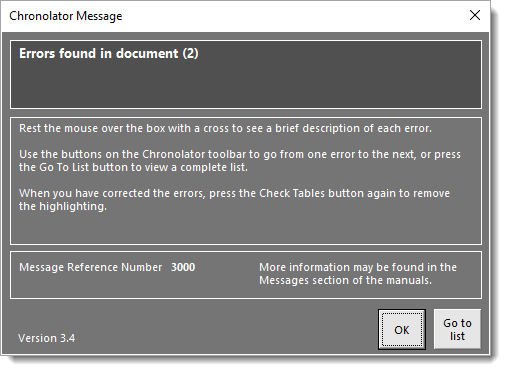 Chronolator Message
Errors found in document (2)
Rest the mouse over the box with a cross to see a brief description of each error.
Use the buttons on the Chronolator toolbar to go from one error to the next, or press
the Go To List button to view a complete list.
When you have corrected the errors, press the Check Tables button again to remove
the highlighting.
Message Reference Number 3000
More information may be found in the
Messages section of the manuals.
Version 3.4
OK
Go to
list